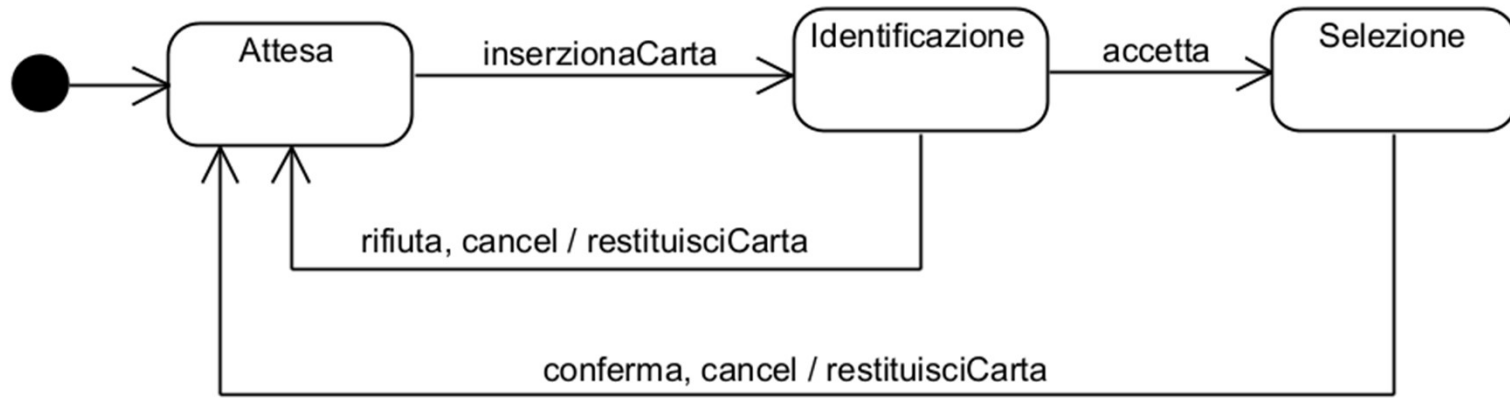 Attesa
inserzionaCarta
Identificazione
accetta
Selezione
rifiuta, cancel / restituisciCarta
conferma, cancel / restituisciCarta